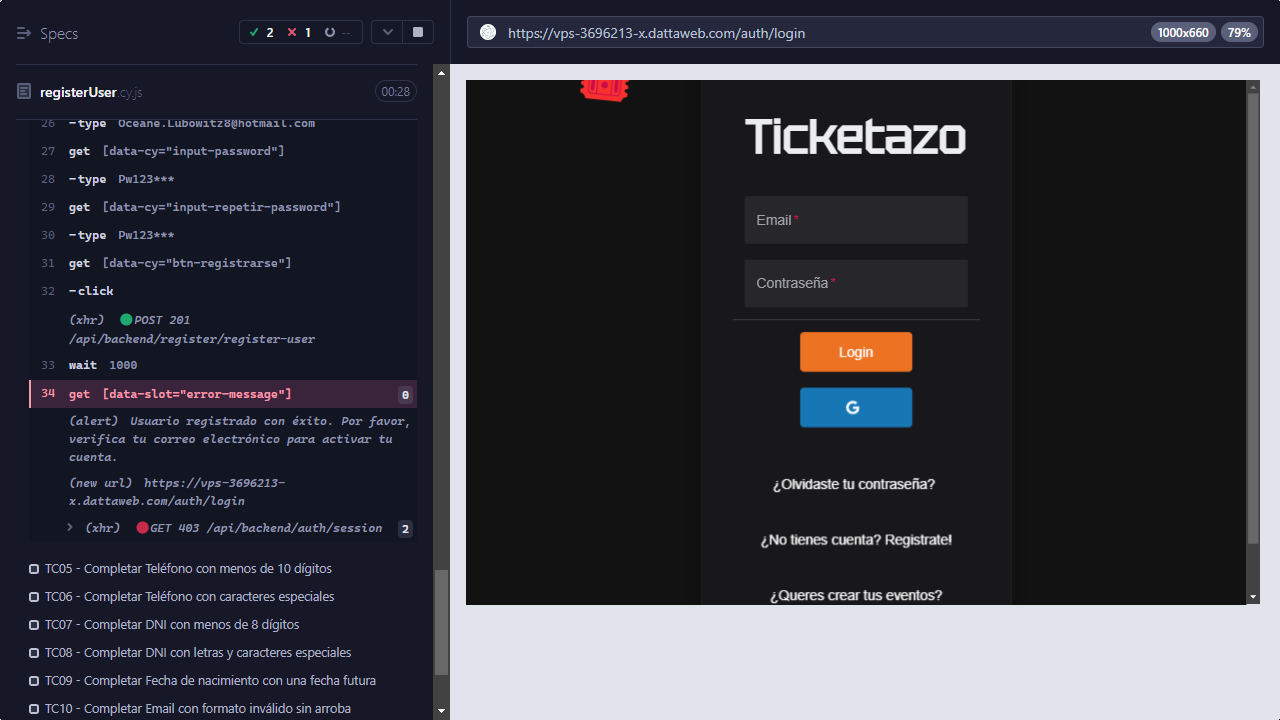 Specs
2
1
--
registerUser.cy.js
00:28
26 -type Oceane.Lubowitz8@hotmail.com
27 get [data-cy="input-password"]
28 -type Pw123***
29 get [data-cy="input-repetir-password"]
30 -type Pw123***
31 get [data-cy="btn-registrarse"]
32 -click
(xhr) POST 201
/api/backend/register/register-user
33 wait 1000
34 get [data-slot="error-message"] 0
(alert) Usuario registrado con éxito. Por favor,
verifica tu correo electrónico para activar tu
cuenta.
(new url) https://vps-3696213-
x.dattaweb.com/auth/login
(xhr) GET 403 /api/backend/auth/session 2
TC05 - Completar Teléfono con menos de 10 dígitos
TC06 - Completar Teléfono con caracteres especiales
TC07 - Completar DNI con menos de 8 dígitos
TC08 - Completar DNI con letras y caracteres especiales
TC09 - Completar Fecha de nacimiento con una fecha futura
TC10 - Completar Email con formato inválido sin arroba
https://vps-3696213-x.dattaweb.com/auth/login
1000x660
79%
Ticketazo
Email*
Contraseña*
Login
G
¿Olvidaste tu contraseña?
¿No tienes cuenta? Registrate!
¿Queres crear tus eventos?